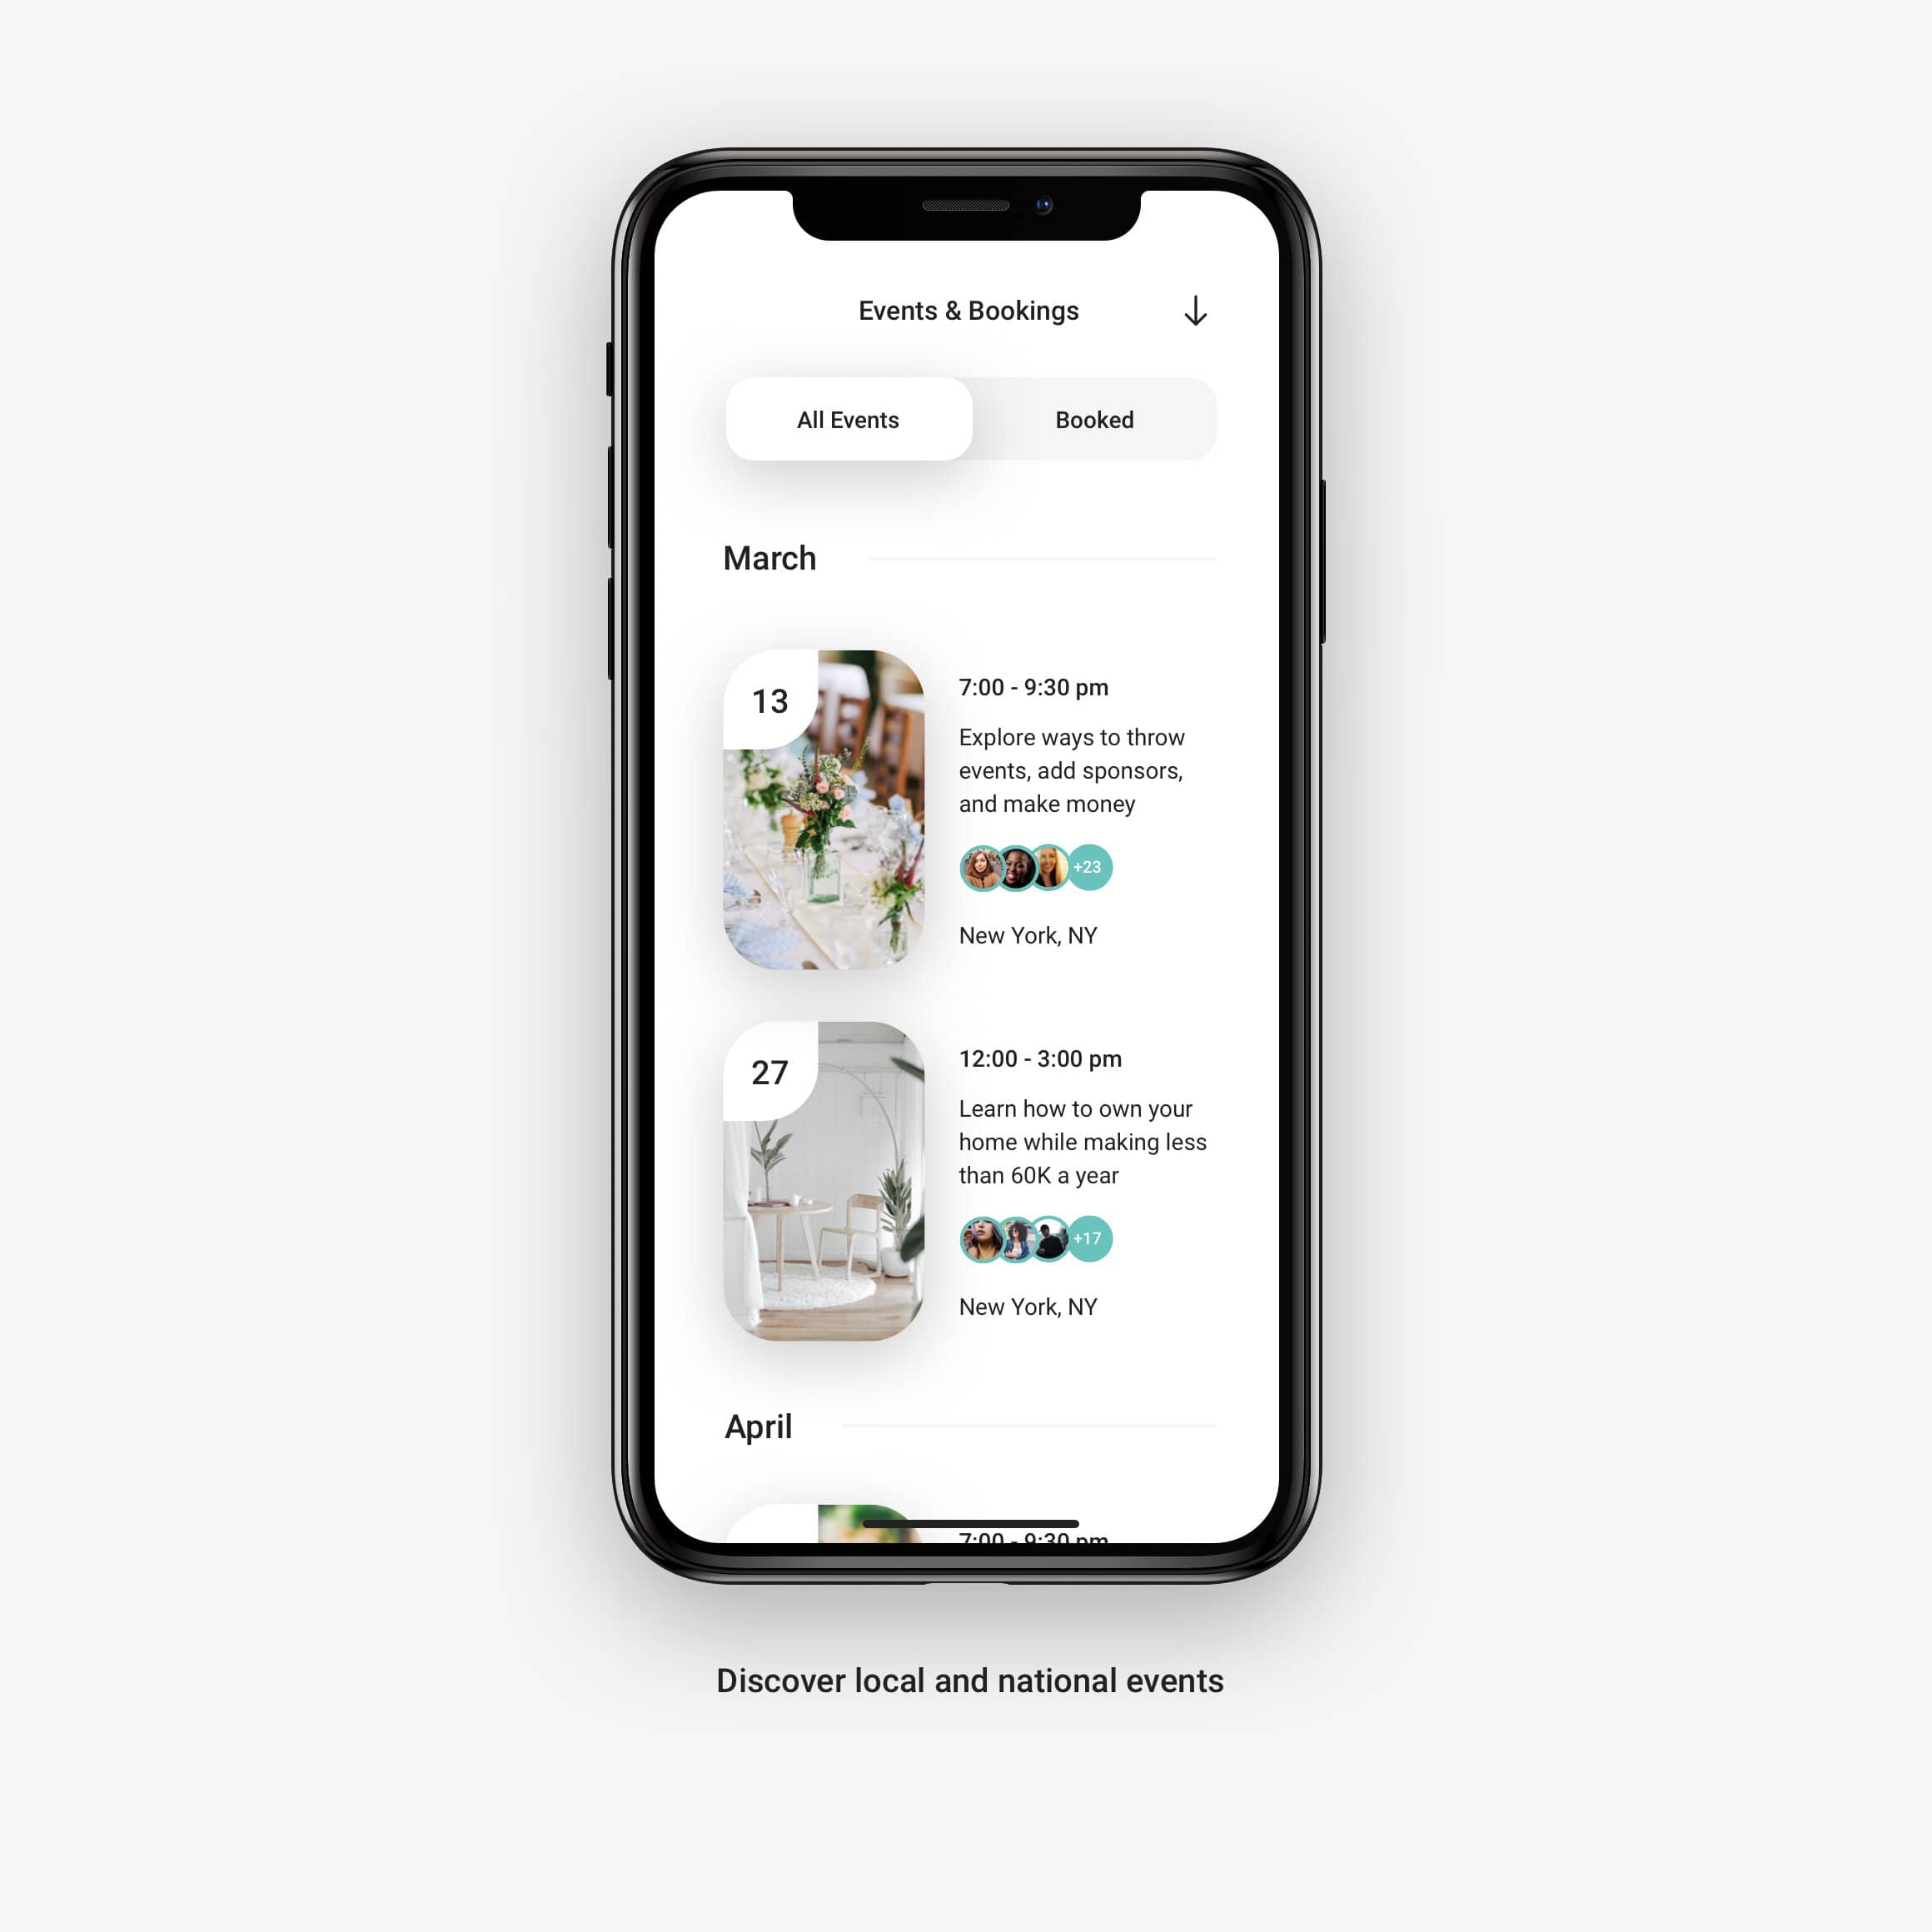 Events & Bookings
All Events
Booked
March
13
7:00 - 9:30 pm
Explore ways to throw
events, add sponsors,
and make money
+23
New York, NY
27
12:00 - 3:00 pm
Learn how to own your
home while making less
than 60K a year
+17
New York, NY
April
7:00 - 9:30 pm
Discover local and national events